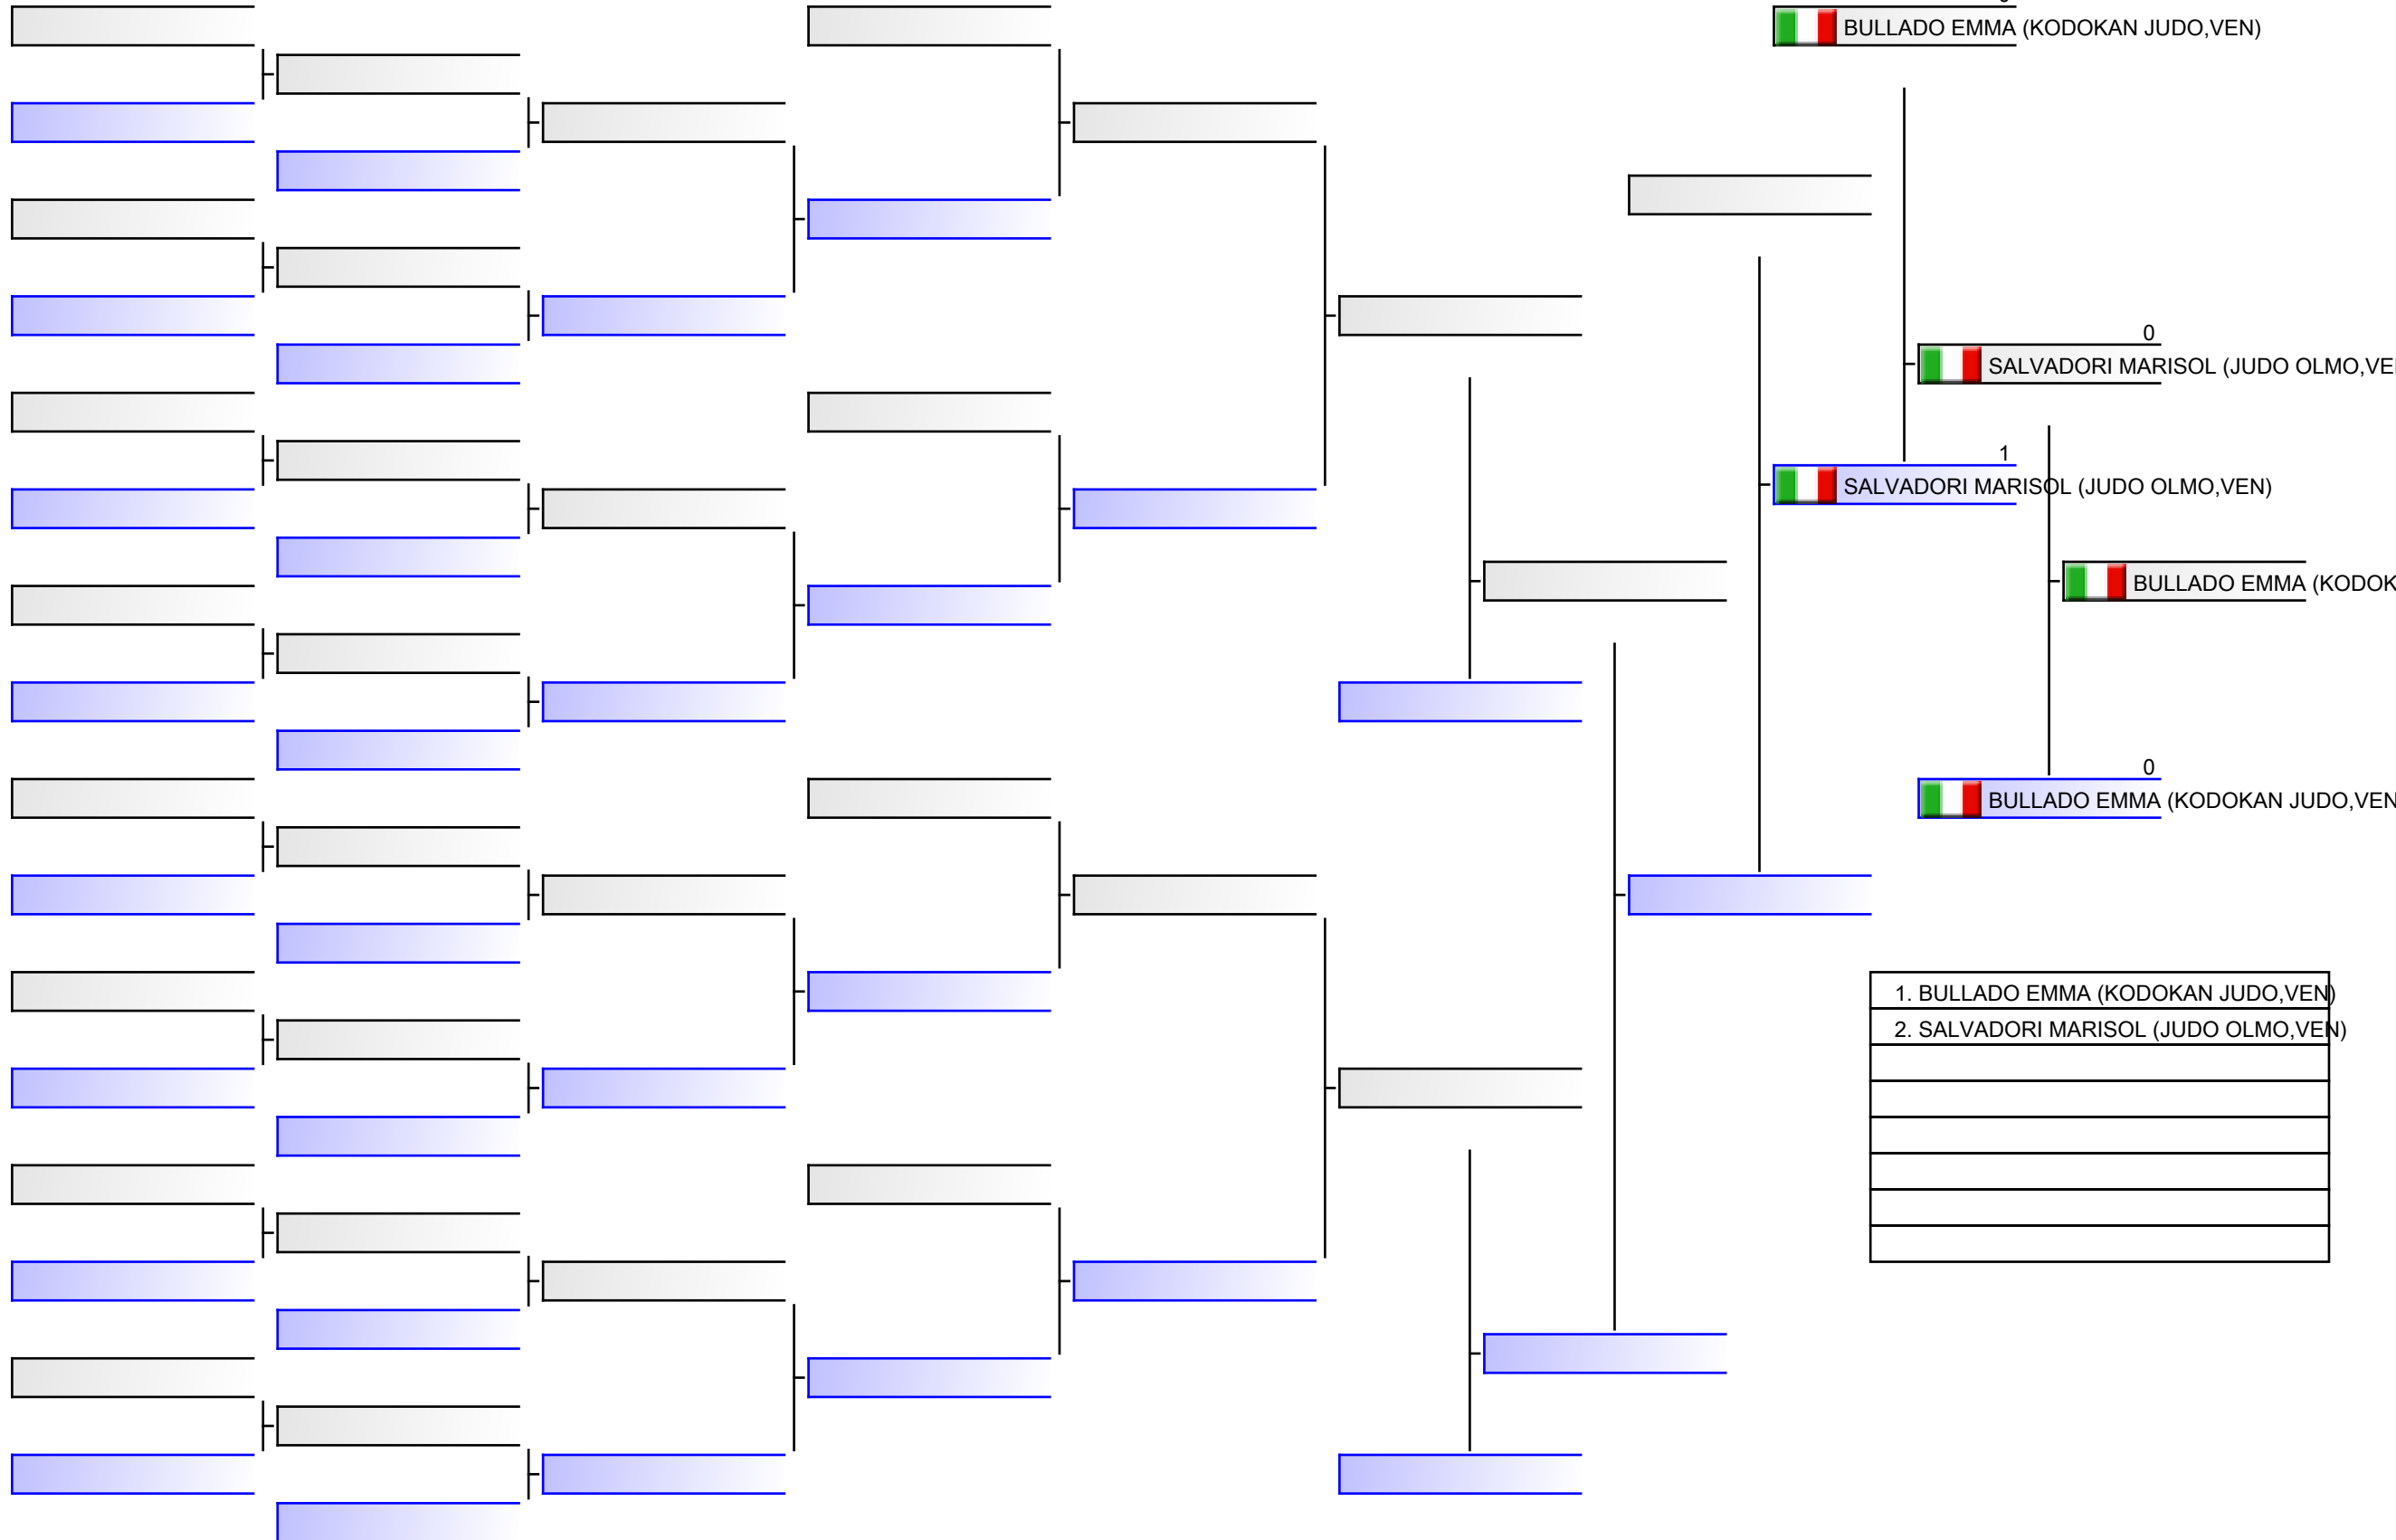 BULLADO EMMA (KODOKAN JUDO,VEN)
0
SALVADORI MARISOL (JUDO OLMO,VE
1
SALVADORI MARISOL (JUDO OLMO,VEN)
BULLADO EMMA (KODOK
0
BULLADO EMMA (KODOKAN JUDO,VEN
1. BULLADO EMMA (KODOKAN JUDO,VEN)
2. SALVADORI MARISOL (JUDO OLMO,VEN)